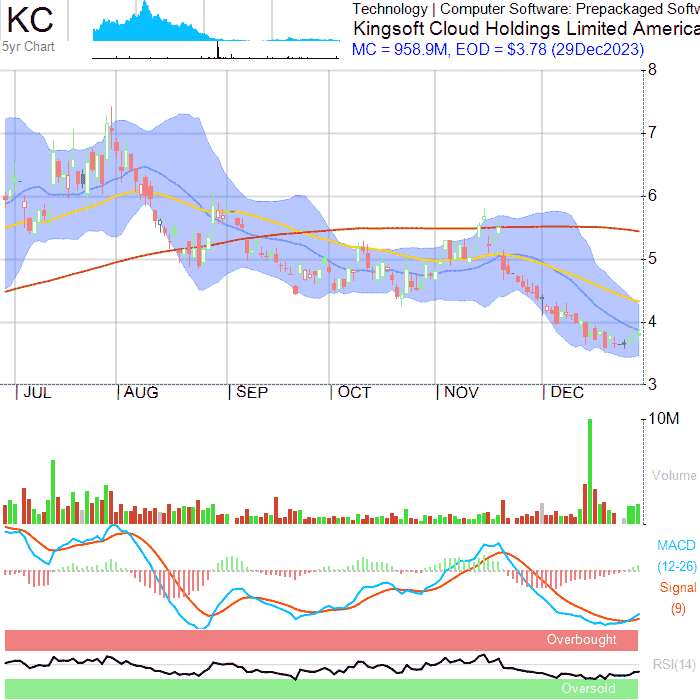 KC
5yr Chart
Technology | Computer Software: Prepackaged Softw
Kingsoft Cloud Holdings Limited America
MC = 958.9M, EOD = $3.78 (29Dec2023)
8
7
6
5
4
3
JUL AUG SEP OCT NOV DEC
10M
Volume
MACD
(12-26)
Signal
(9)
Overbought
RSI(14)
Oversold